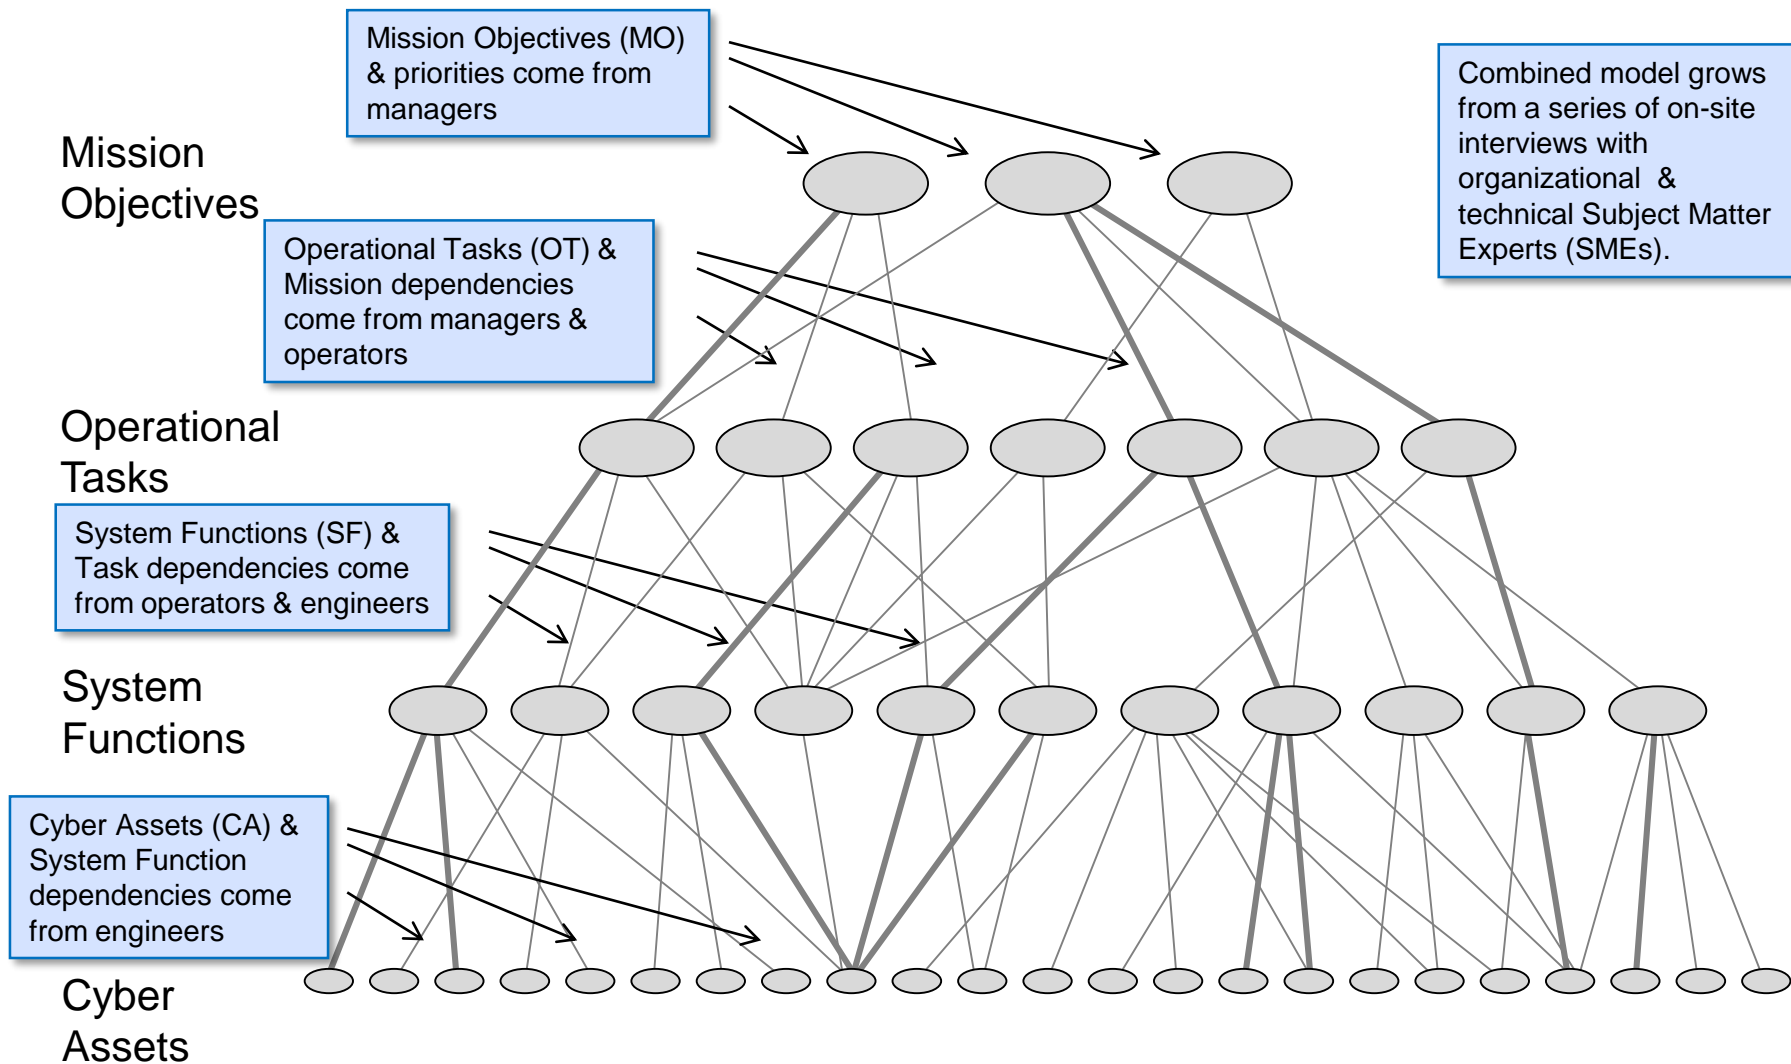 Mission Objectives (MO)
& priorities come from
managers
Combined model grows
from a series of on-site
interviews with
organizational &
technical Subject Matter
Experts (SMEs).
Mission
Objectives
Operational Tasks (OT) &
Mission dependencies
come from managers &
operators
Operational
Tasks
System Functions (SF) &
Task dependencies come
from operators & engineers
System
Functions
Cyber Assets (CA) &
System Function
dependencies come
from engineers
Cyber
Assets